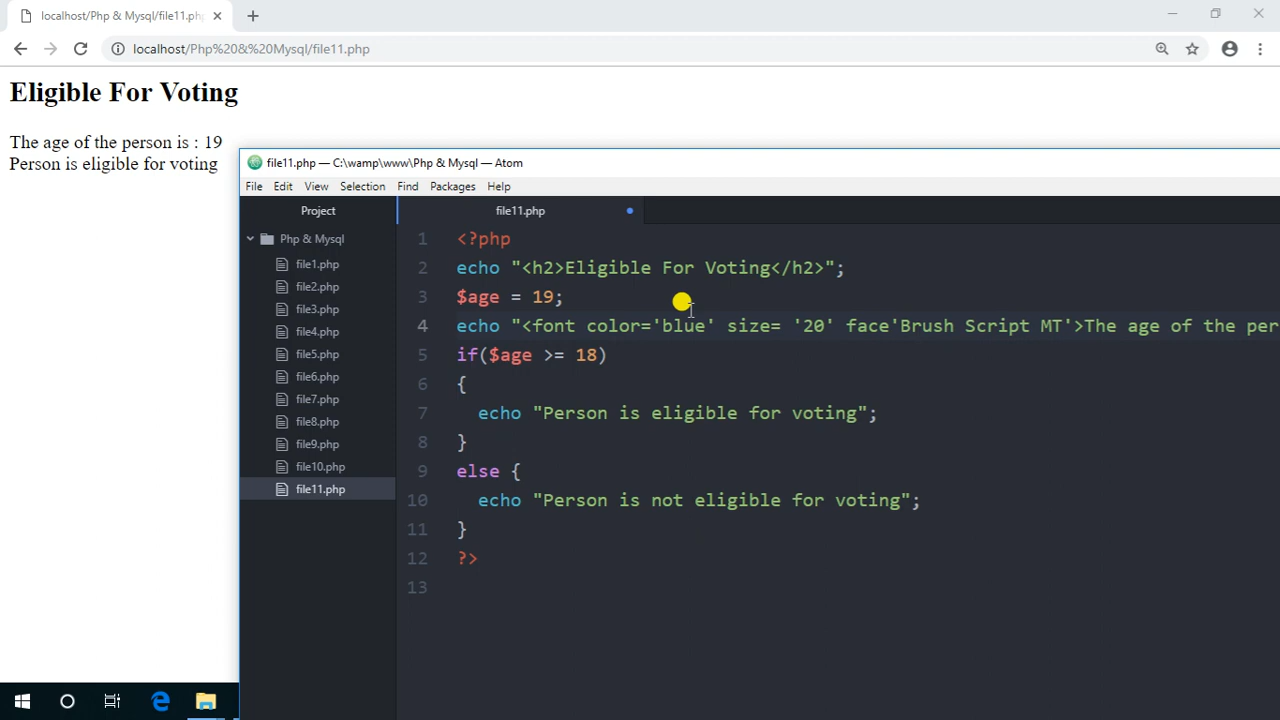 localhost/Php & Mysql/file11.php
localhost/Php%20&%20Mysql/file11.php
Eligible For Voting
The age of the person is : 19
Person is eligible for voting
file11.php — C:\wamp\www\Php & Mysql — Atom
File Edit View Selection Find Packages Help
Project
file11.php
Php & Mysql
file1.php
file2.php
file3.php
file4.php
file5.php
file6.php
file7.php
file8.php
file9.php
file10.php
file11.php
1 <?php
2 echo "<h2>Eligible For Voting</h2>";
3 $age = 19;
4 echo "<font color='blue' size= '20' face'Brush Script MT'>The age of the per
5 if($age >= 18)
6 {
7 echo "Person is eligible for voting";
8 }
9 else {
10 echo "Person is not eligible for voting";
11 }
12 ?>
13